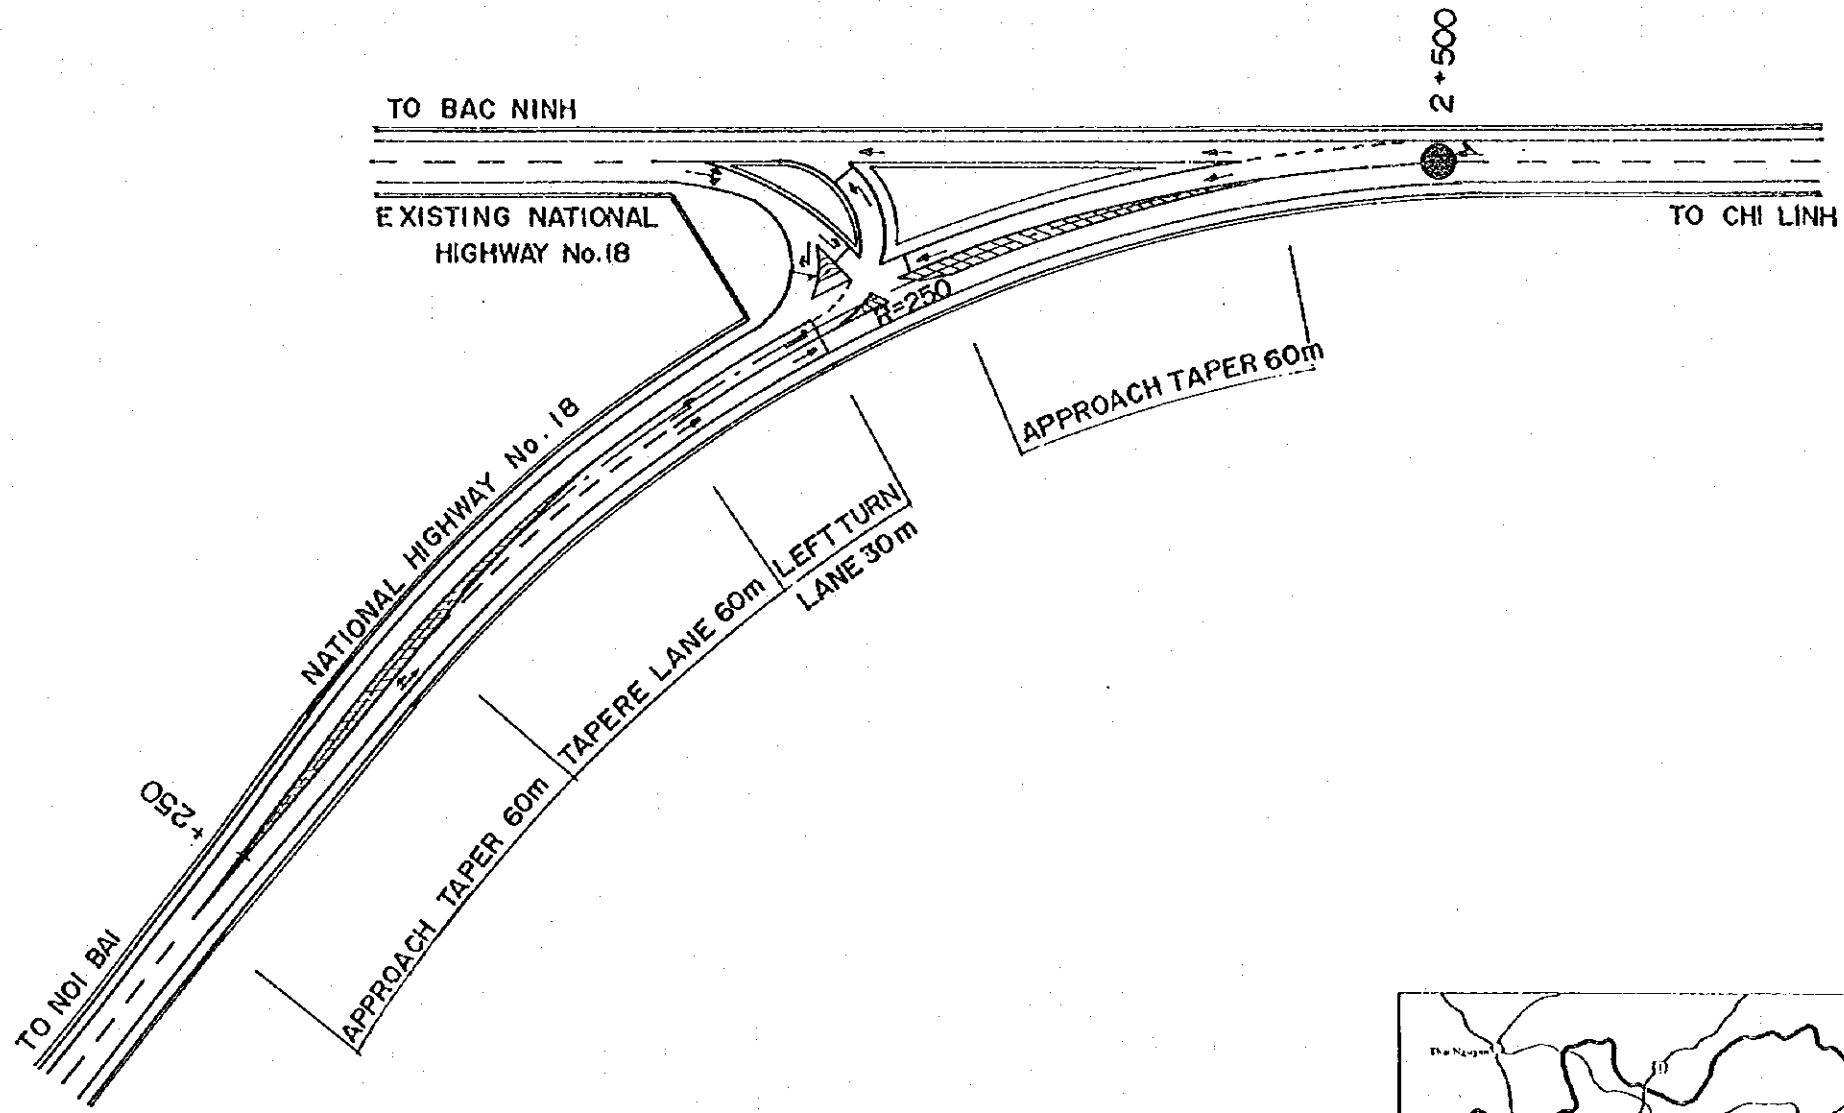 2+500
TO BAC NINH
EXISTING NATIONAL
HIGHWAY No.18
TO CHI LINH
R=250
APPROACH TAPER 60m
NATIONAL HIGHWAY No. 18
LEFT TURN
LANE 30m
TAPERE LANE 60m
+250
APPROACH TAPER 60m
TO NOI BAI